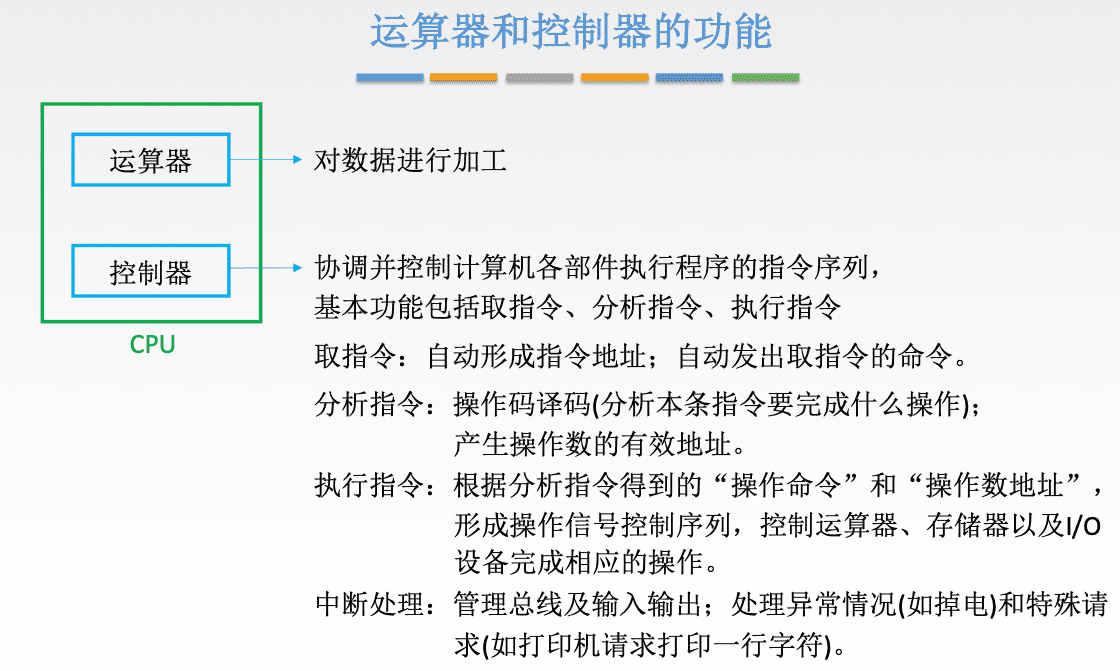 运算器和控制器的功能
运算器
对数据进行加工
控制器
协调并控制计算机各部件执行程序的指令序列，
基本功能包括取指令、分析指令、执行指令
CPU
取指令：自动形成指令地址；自动发出取指令的命令。
分析指令：操作码译码(分析本条指令要完成什么操作)；
产生操作数的有效地址。
执行指令：根据分析指令得到的“操作命令”和“操作数地址”，
形成操作信号控制序列，控制运算器、存储器以及I/O
设备完成相应的操作。
中断处理：管理总线及输入输出；处理异常情况(如掉电)和特殊请
求(如打印机请求打印一行字符)。